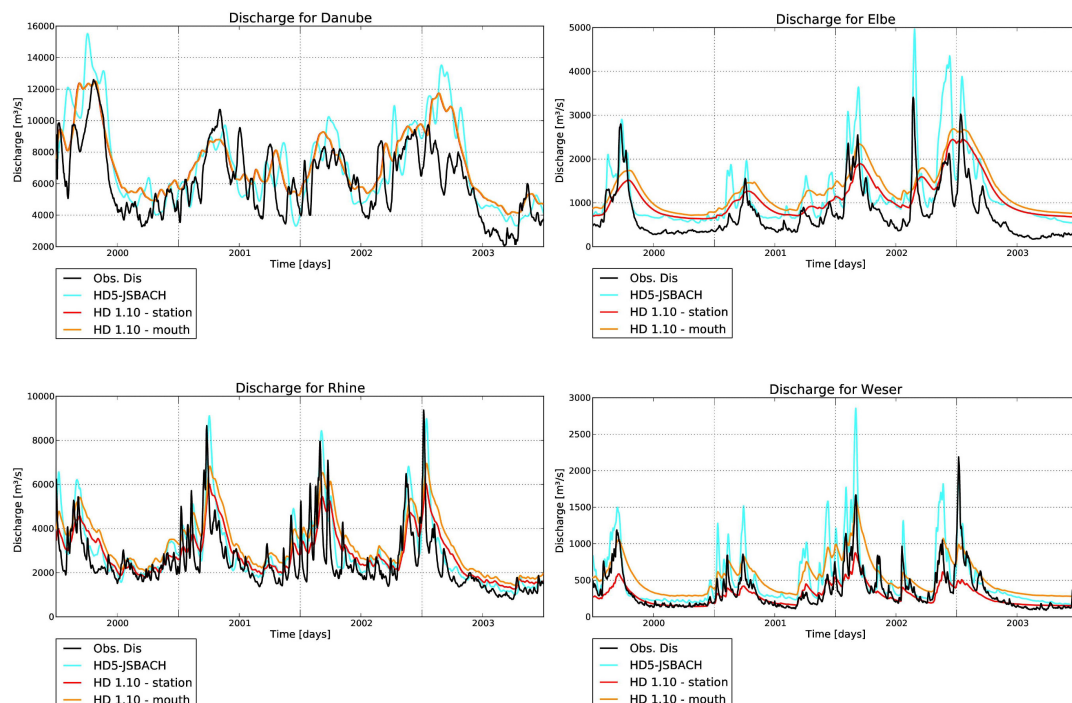 Discharge for Danube
16000
14000
12000
10000
8000
6000
4000
2000
Discharge [m³/s]
2000 2001 2002 2003
Time [days]
Obs. Dis
HD5-JSBACH
HD 1.10 - station
HD 1.10 - mouth
Discharge for Elbe
5000
4000
3000
2000
1000
0
Discharge [m³/s]
2000 2001 2002 2003
Time [days]
Obs. Dis
HD5-JSBACH
HD 1.10 - station
HD 1.10 - mouth
Discharge for Rhine
10000
8000
6000
4000
2000
0
Discharge [m³/s]
2000 2001 2002 2003
Time [days]
Obs. Dis
HD5-JSBACH
HD 1.10 - station
HD 1.10 - mouth
Discharge for Weser
3000
2500
2000
1500
1000
500
0
Discharge [m³/s]
2000 2001 2002 2003
Time [days]
Obs. Dis
HD5-JSBACH
HD 1.10 - station
HD 1.10 - mouth